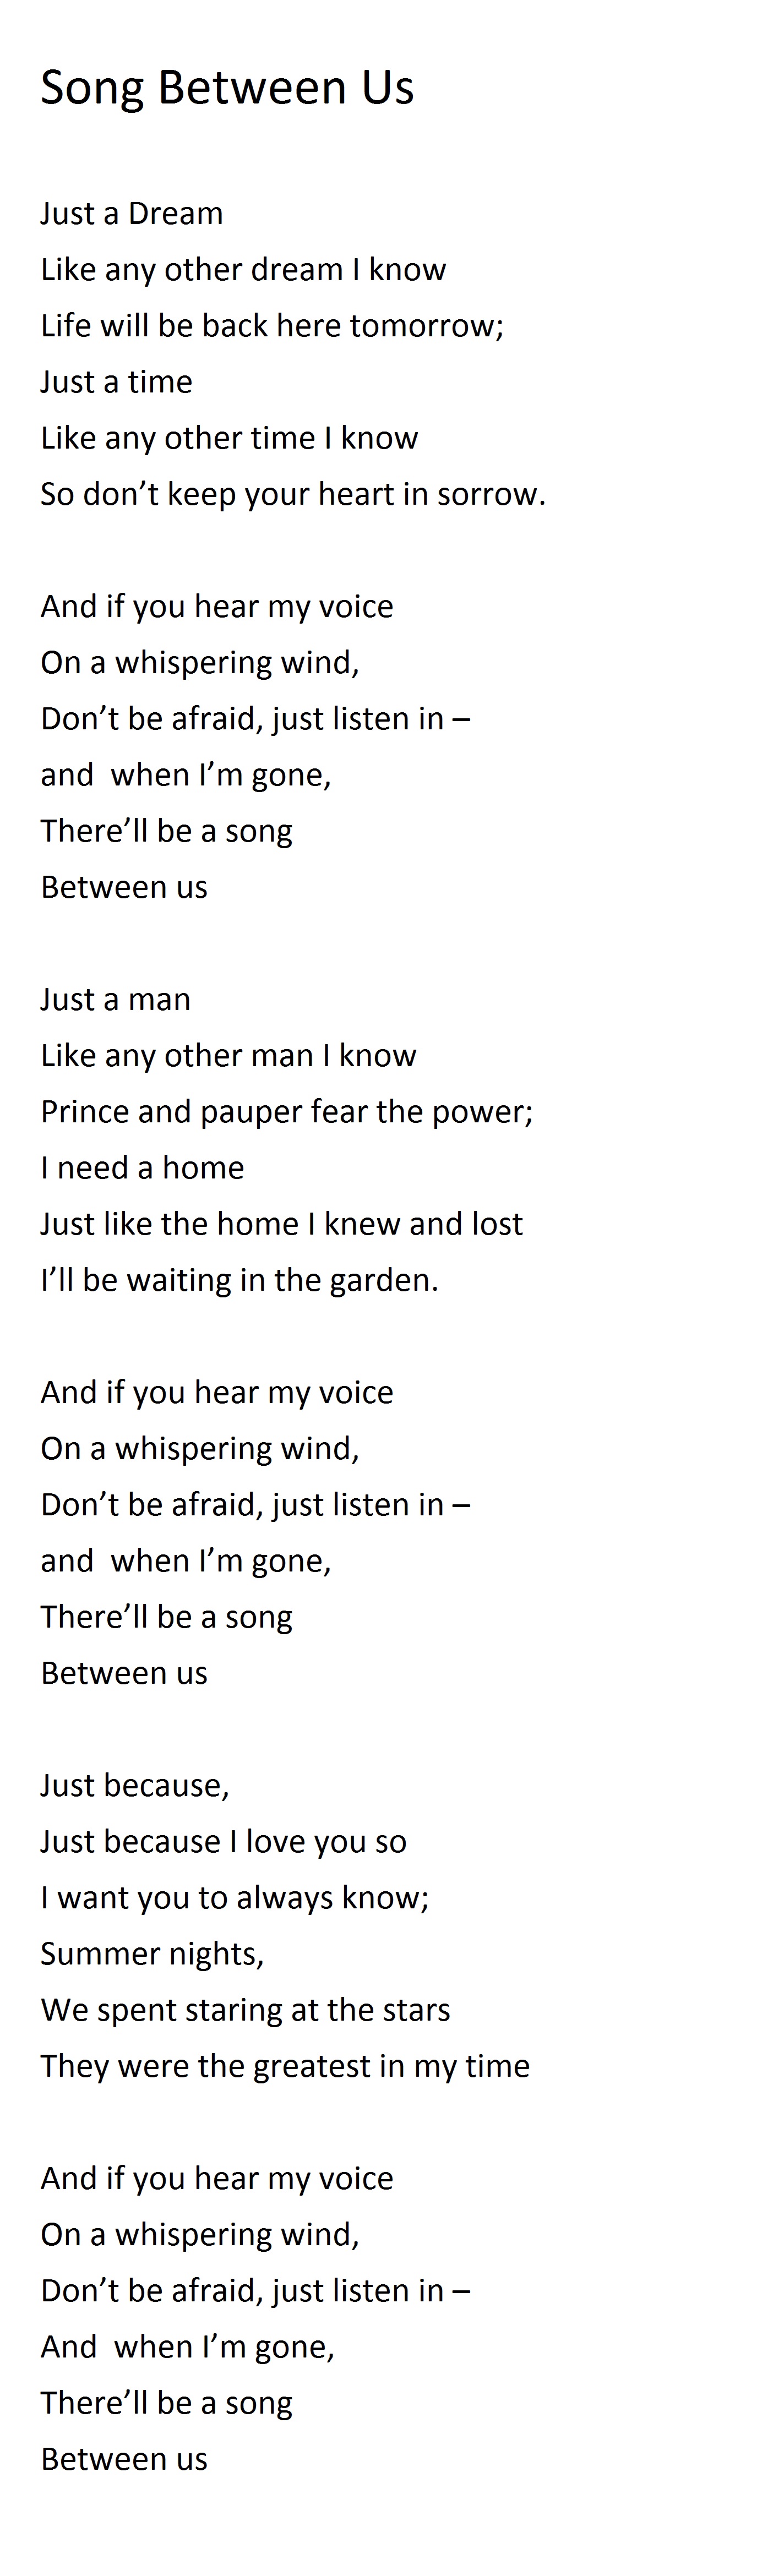 Song Between Us
Just a Dream
Like any other dream I know
Life will be back here tomorrow;
Just a time
Like any other time I know
So don’t keep your heart in sorrow.
And if you hear my voice
On a whispering wind,
Don’t be afraid, just listen in –
and  when I’m gone,
There’ll be a song
Between us
Just a man
Like any other man I know
Prince and pauper fear the power;
I need a home
Just like the home I knew and lost
I’ll be waiting in the garden.
And if you hear my voice
On a whispering wind,
Don’t be afraid, just listen in –
and  when I’m gone,
There’ll be a song
Between us
Just because,
Just because I love you so
I want you to always know;
Summer nights,
We spent staring at the stars
They were the greatest in my time
And if you hear my voice
On a whispering wind,
Don’t be afraid, just listen in –
And  when I’m gone,
There’ll be a song
Between us